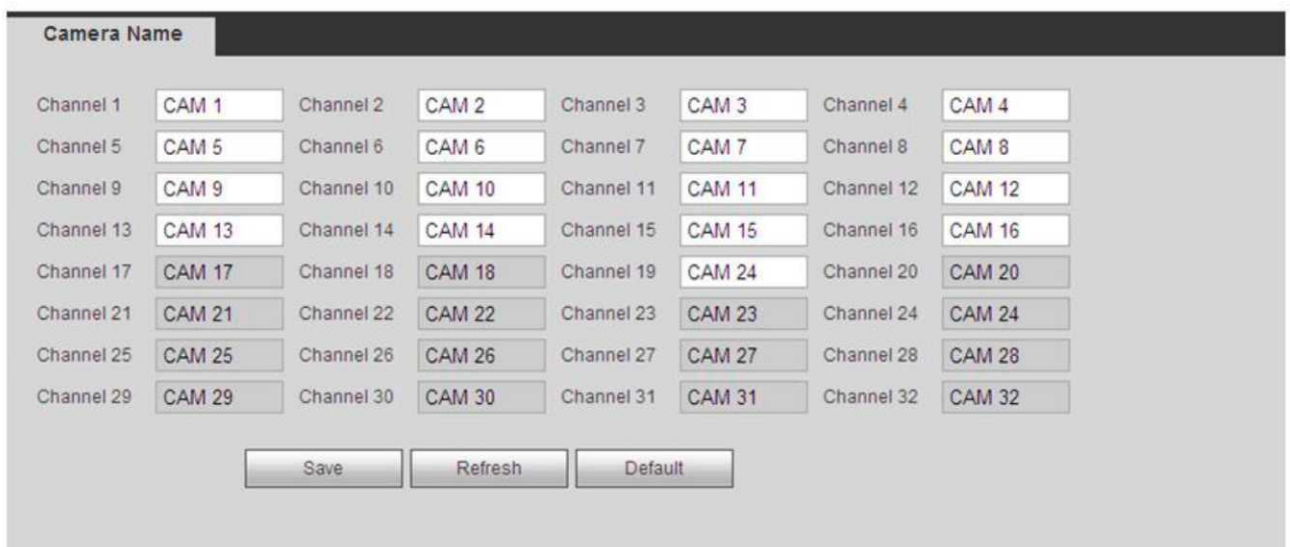 Camera Name
Channel 1 CAM 1 Channel 2 CAM 2 Channel 3 CAM 3 Channel 4 CAM 4
Channel 5 CAM 5 Channel 6 CAM 6 Channel 7 CAM 7 Channel 8 CAM 8
Channel 9 CAM 9 Channel 10 CAM 10 Channel 11 CAM 11 Channel 12 CAM 12
Channel 13 CAM 13 Channel 14 CAM 14 Channel 15 CAM 15 Channel 16 CAM 16
Channel 17 CAM 17 Channel 18 CAM 18 Channel 19 CAM 24 Channel 20 CAM 20
Channel 21 CAM 21 Channel 22 CAM 22 Channel 23 CAM 23 Channel 24 CAM 24
Channel 25 CAM 25 Channel 26 CAM 26 Channel 27 CAM 27 Channel 28 CAM 28
Channel 29 CAM 29 Channel 30 CAM 30 Channel 31 CAM 31 Channel 32 CAM 32
Save Refresh Default